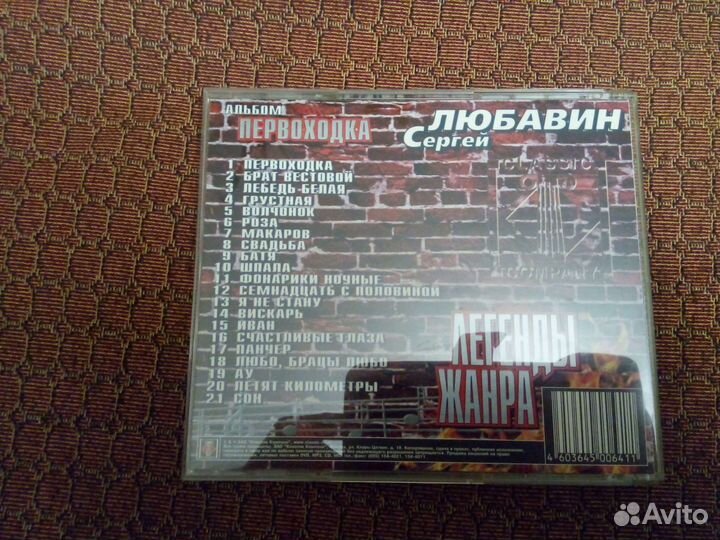 АЛЬБОМ
ПЕРВОХОДКА
ЛЮБАВИН
Сергей
1 ПЕРВОХОДКА
2 БРАТ ВЕСТОВОЙ
3 ЛЕБЕДЬ БЕЛАЯ
4 ГРУСТНАЯ
5 ВОЛЧОНОК
6 РОЗА
7 МАКАРОВ
8 СВАДЬБА
9 БАТЯ
10 ШПАЛА
11 ФОНАРИКИ НОЧНЫЕ
12 СЕМНАДЦАТЬ С ПОЛОВИНОЙ
13 Я НЕ СТАНУ
14 ВИСКАРЬ
15 ИВАН
16 СЧАСТЛИВЫЕ ГЛАЗА
17 ПАНЧЕР
18 ЛЮБО, БРАТЦЫ ЛЮБО
19 АУ
20 ЛЕТЯТ КИЛОМЕТРЫ
21 СОН
CLASSIC
COMPANY
ЛЕГЕНДЫ
ЖАНРА
4 603645 006411
Avito